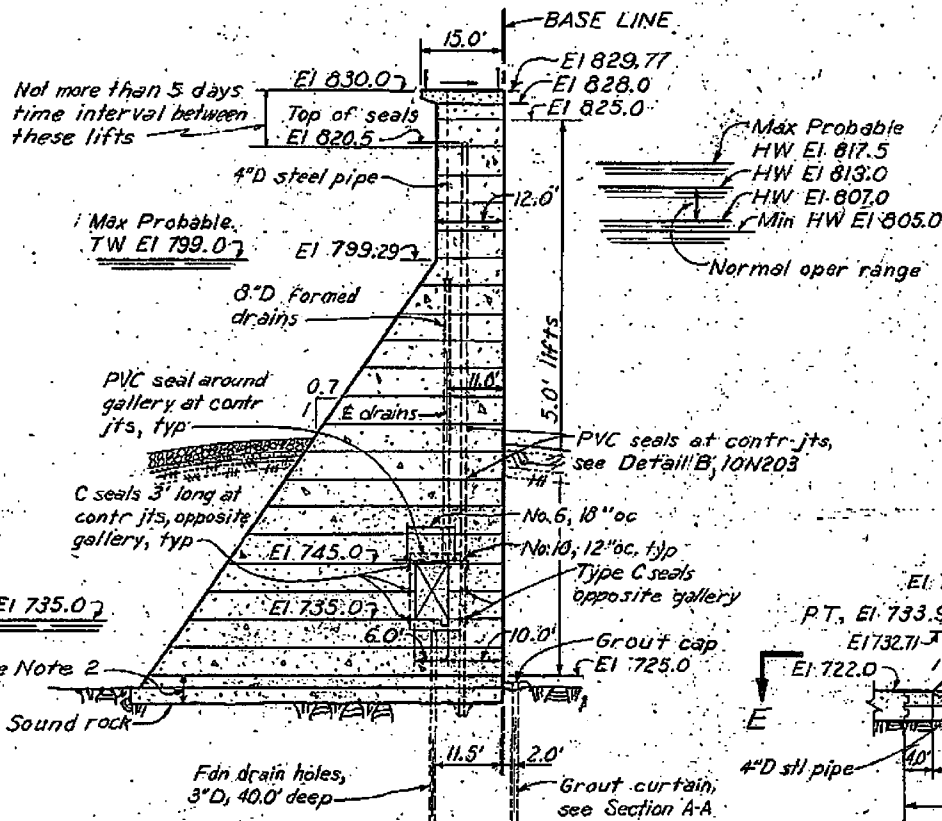 BASE LINE
15.0'
El 829.77
El 830.0
El 828.0
El 825.0
Not more than 5 days
time interval between
these lifts
Top of seals
El 820.5
4"D steel pipe
12.0'
Max Probable
HW El 817.5
HW El 813.0
HW El 807.0
Min HW El 805.0
Normal oper range
Max Probable
TW El 799.0
El 799.29
8"D formed
drains
5.0' lifts
11.0'
PVC seal around
gallery at contr
jts, typ
0.7
1
℄ drains
PVC seals at contr jts,
see Detail B, 10N203
C seals 3' long at
contr jts, opposite
gallery, typ
No. 6, 18"oc
No. 10, 12"oc, typ
Type C seals
opposite gallery
El 745.0
El 735.0
El 735.0
6.0'
10.0'
Grout cap
El 725.0
e Note 2
Sound rock
11.5'
2.0'
Fdn drain holes,
3"D, 40.0' deep
Grout curtain,
see Section A-A
El
P.T, El 733.9
El 732.71
El 722.0
E
4"D stl pipe
4.0'